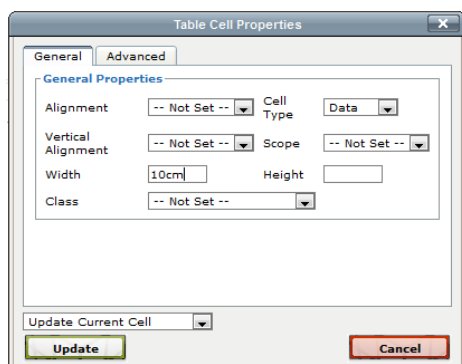 Table Cell Properties X
General Advanced
General Properties
Alignment -- Not Set -- Cell Type Data
Vertical Alignment -- Not Set -- Scope -- Not Set --
Width 10cm Height
Class -- Not Set --
Update Current Cell
Update Cancel